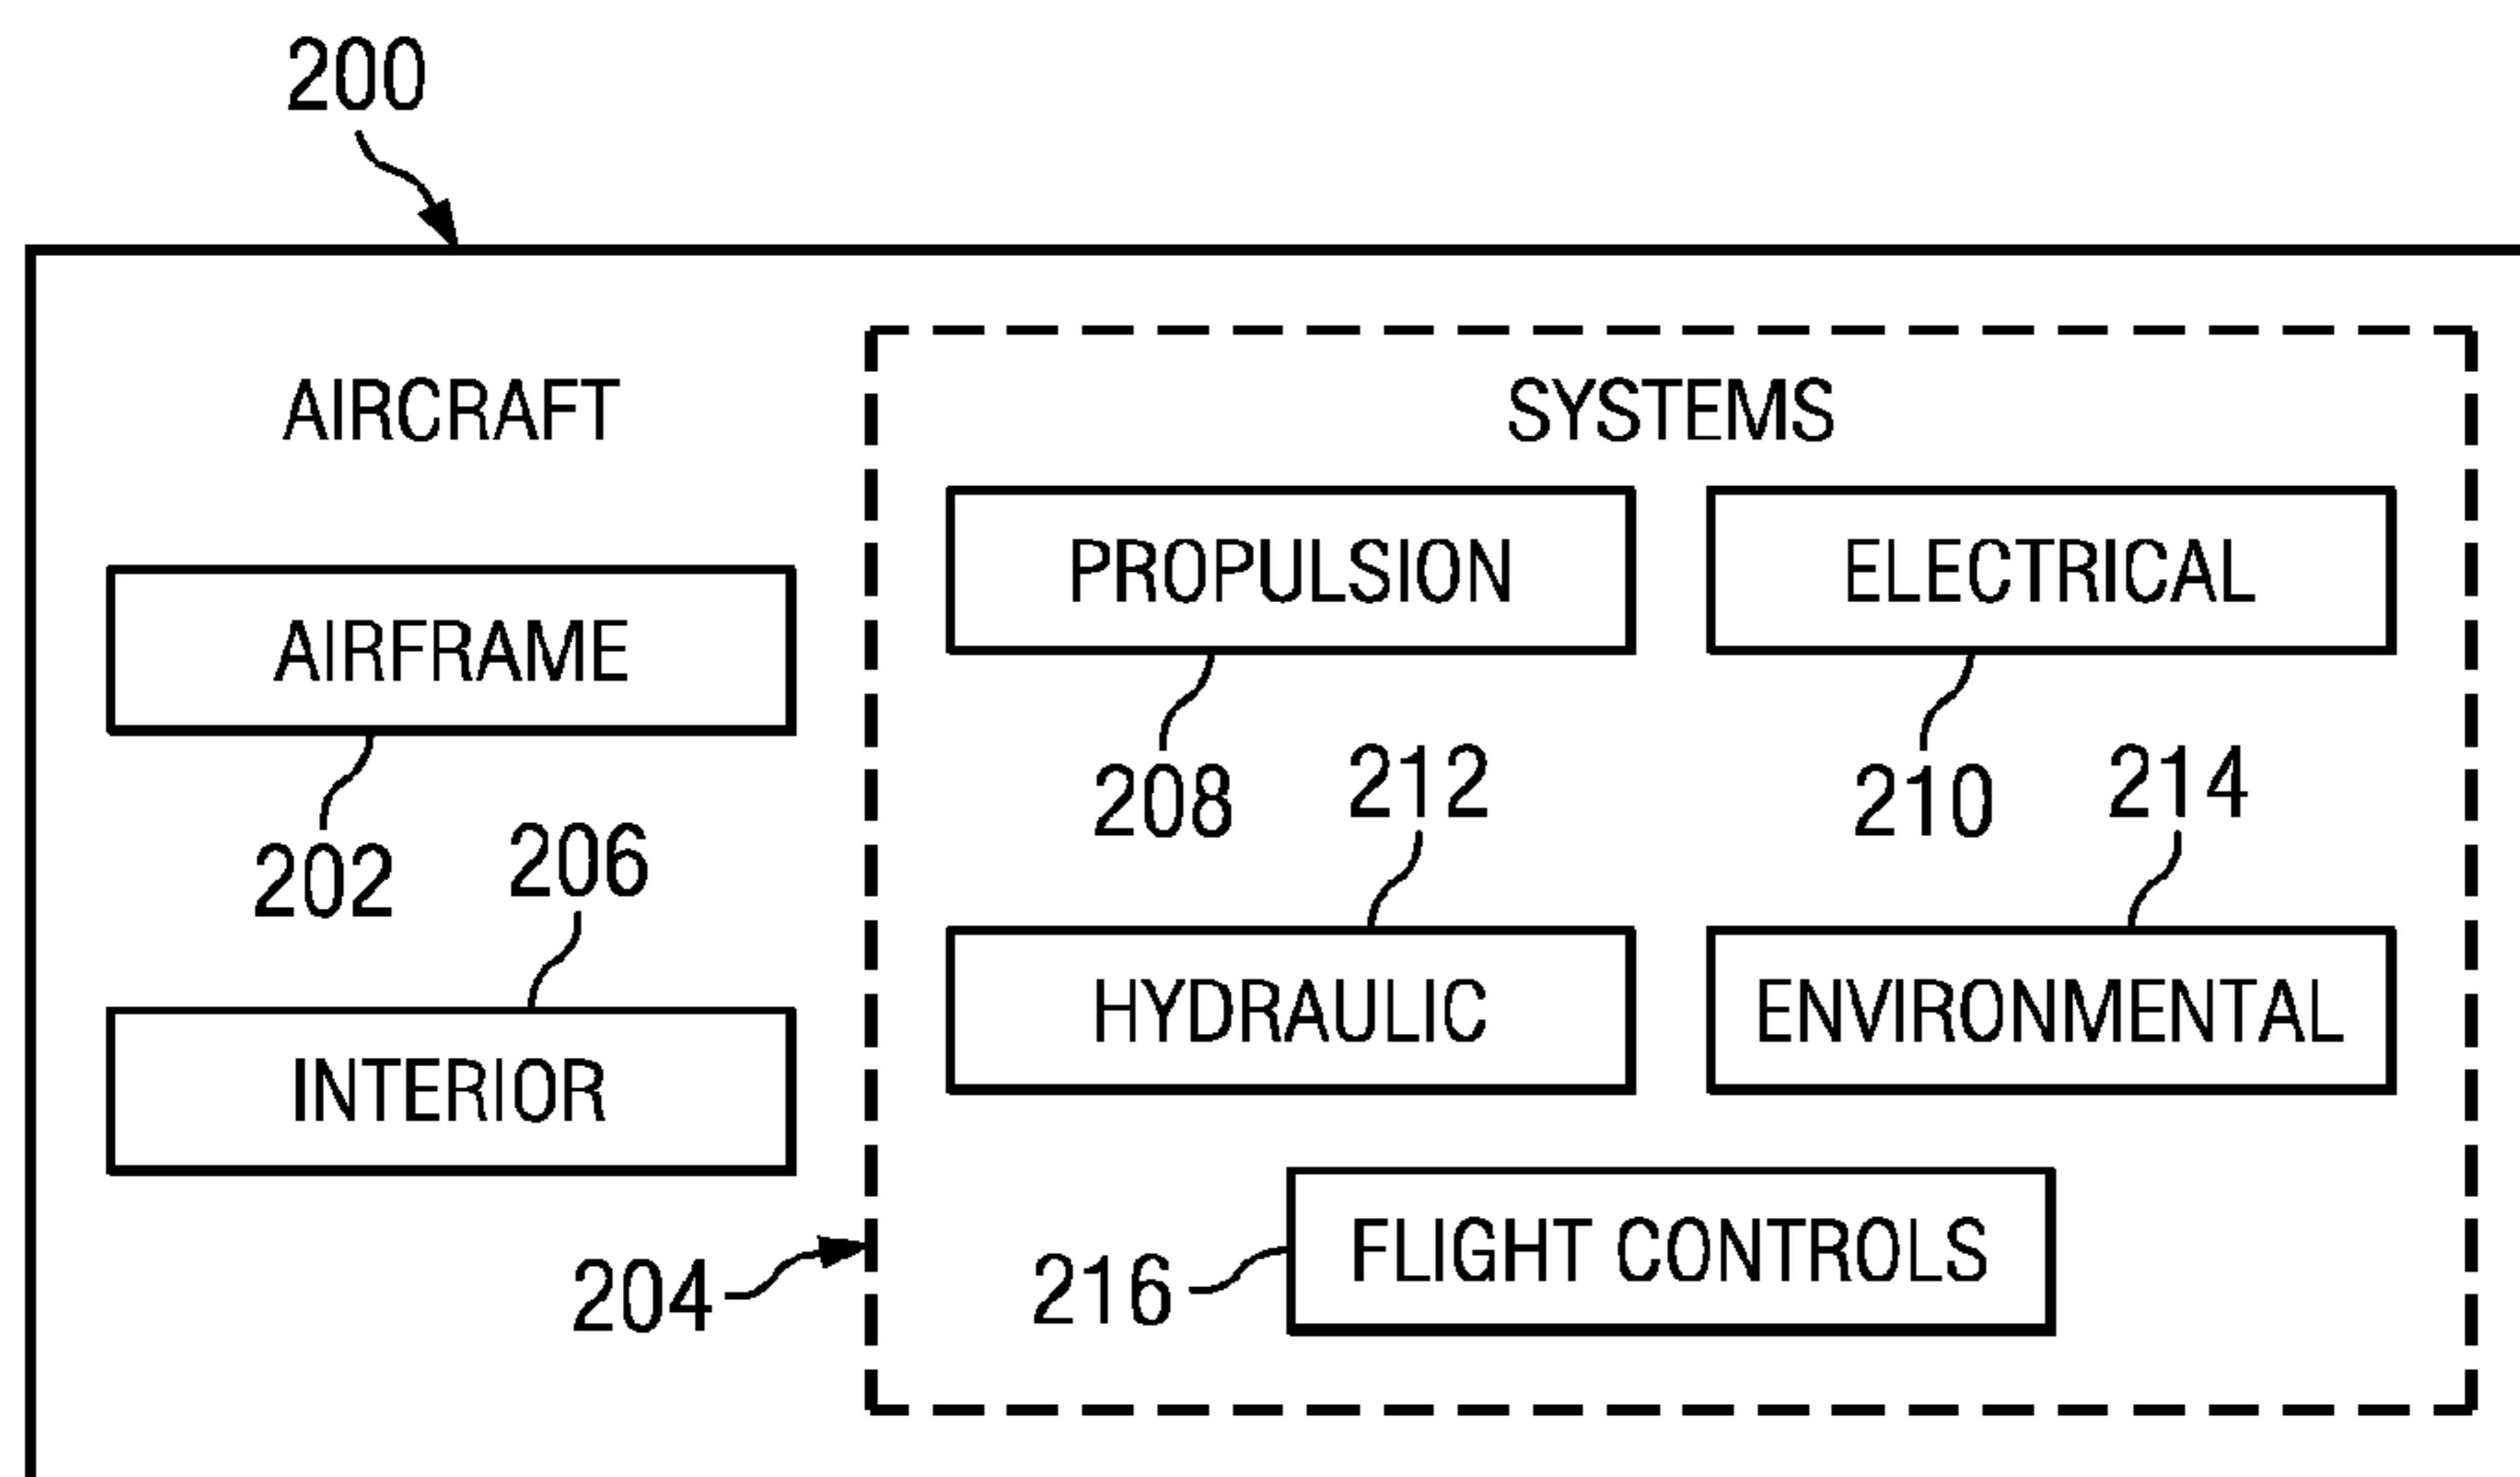 200
AIRCRAFT
SYSTEMS
PROPULSION
ELECTRICAL
AIRFRAME
208
212
210
214
202
206
HYDRAULIC
ENVIRONMENTAL
INTERIOR
204
216
FLIGHT CONTROLS